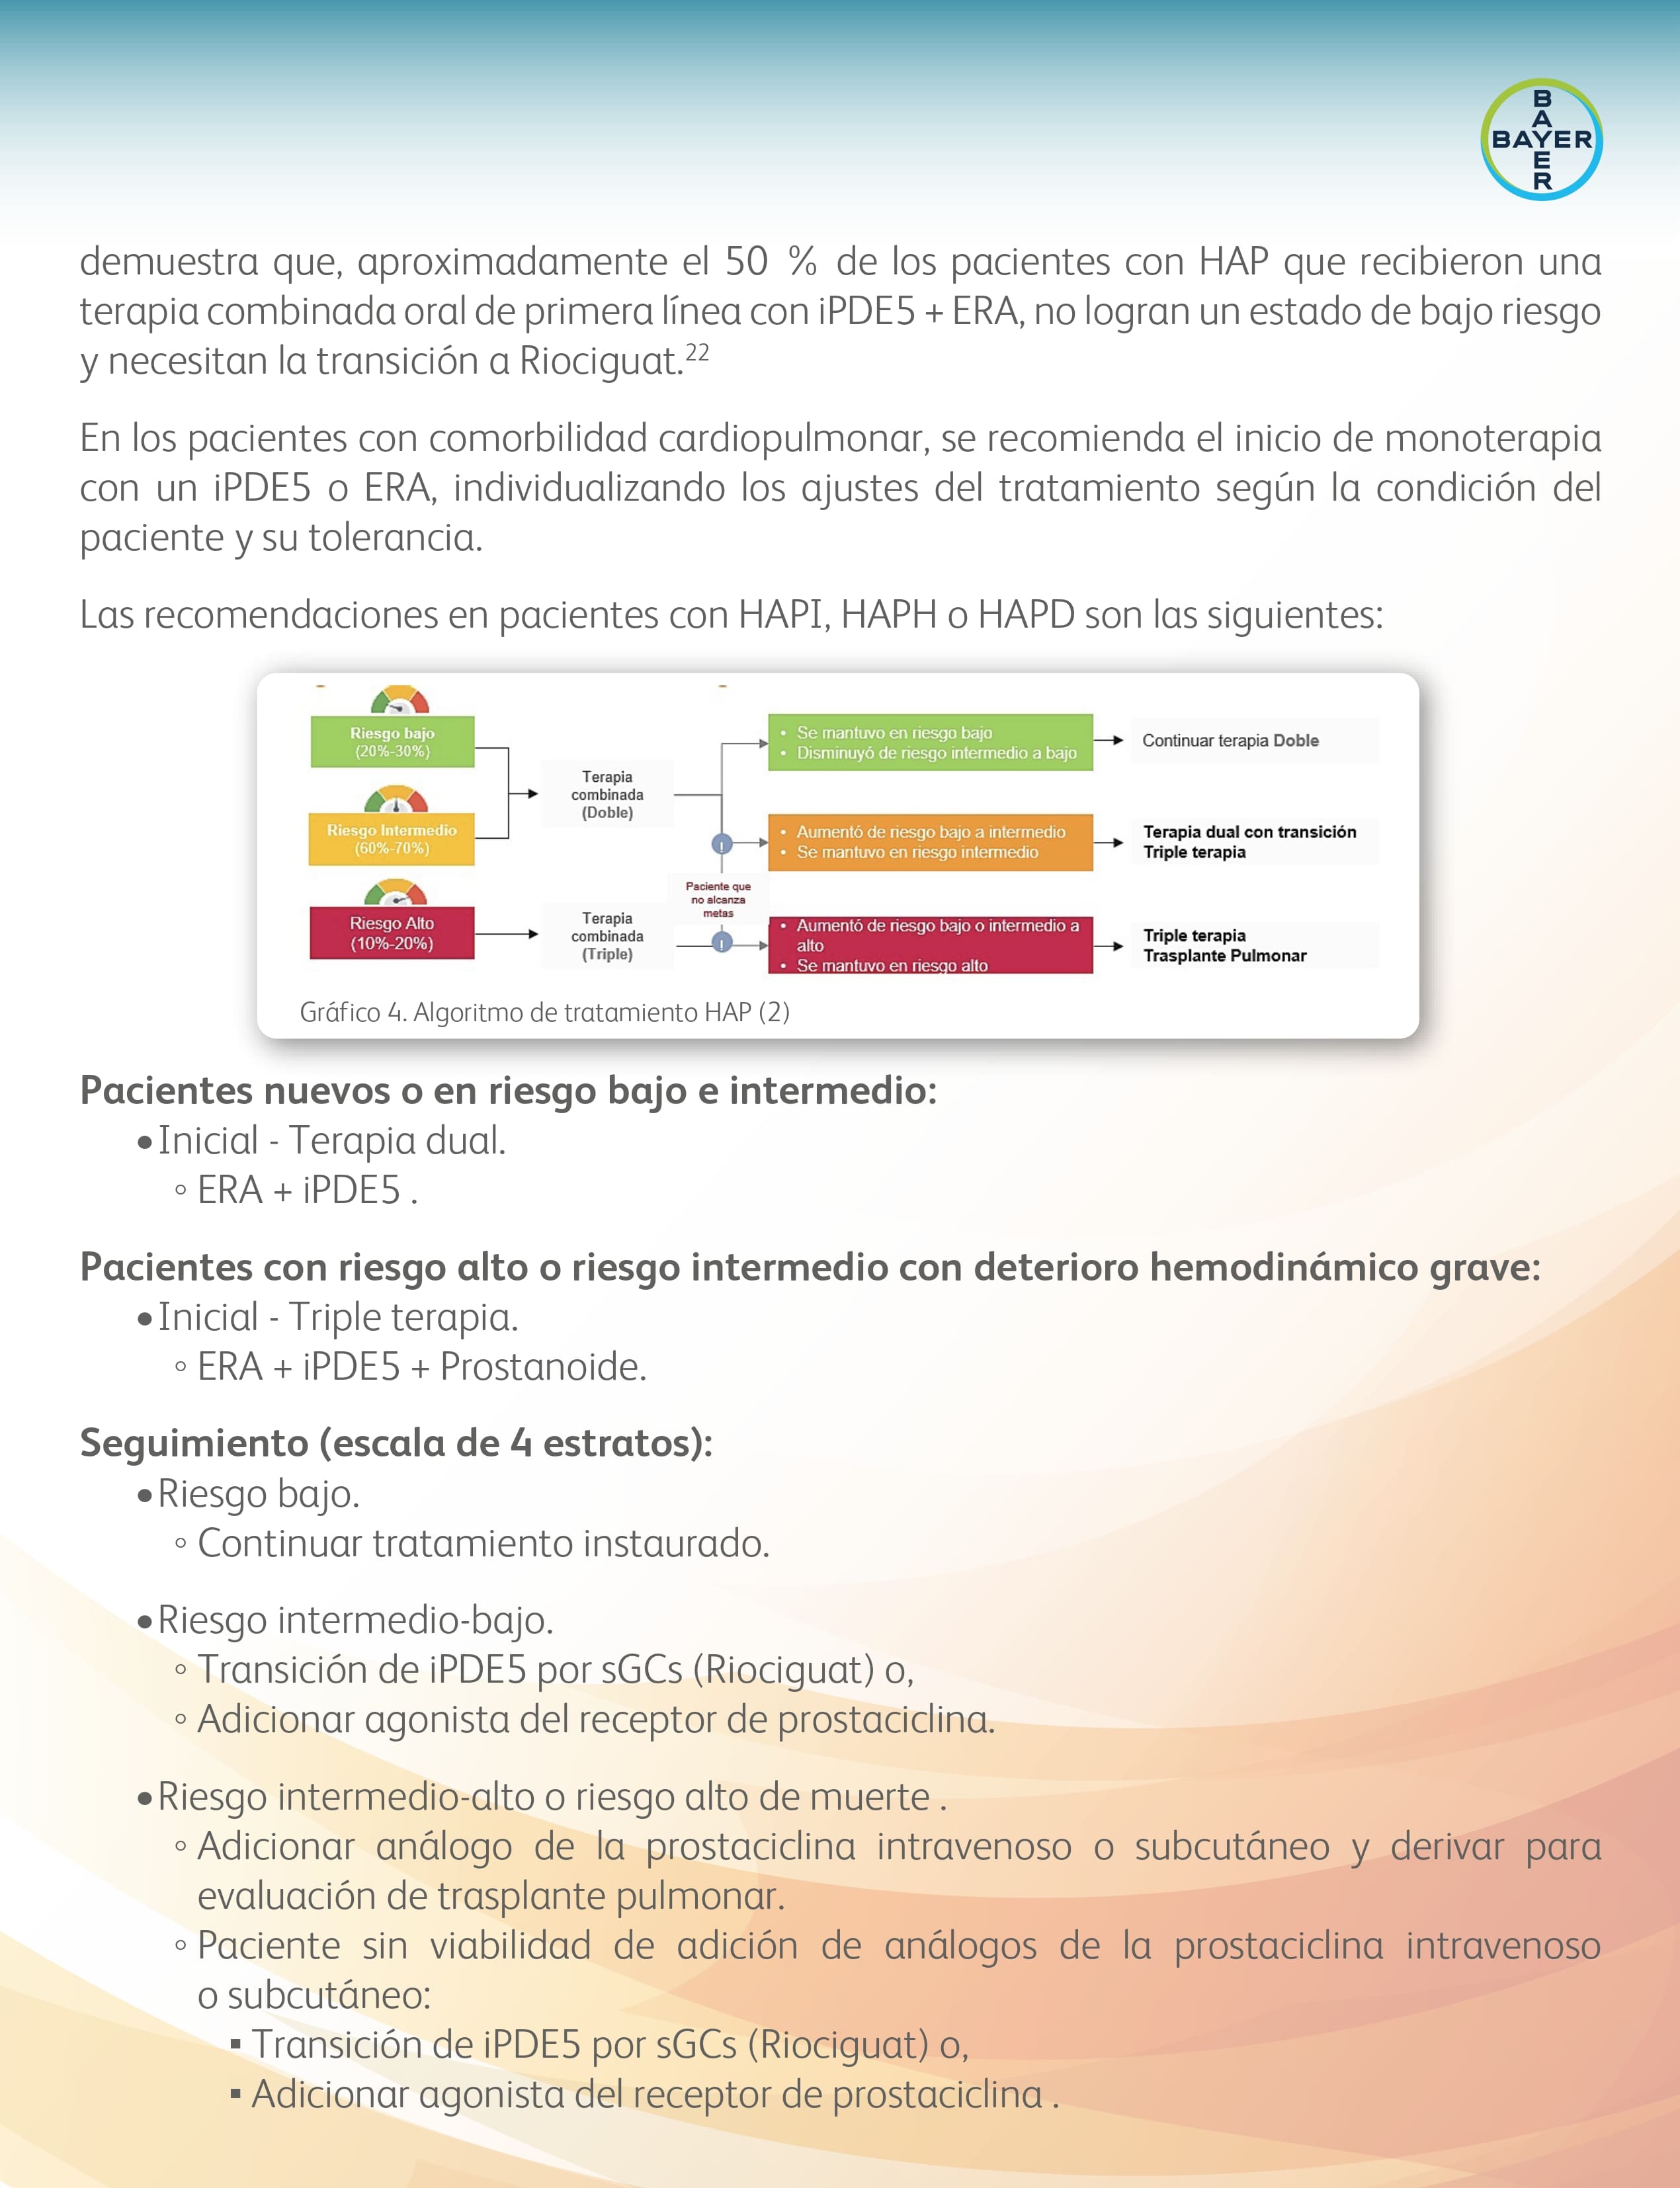 B
A
BAYER
E
R
demuestra que, aproximadamente el 50 % de los pacientes con HAP que recibieron una
terapia combinada oral de primera línea con iPDE5 + ERA, no logran un estado de bajo riesgo
y necesitan la transición a Riociguat.22
En los pacientes con comorbilidad cardiopulmonar, se recomienda el inicio de monoterapia
con un iPDE5 o ERA, individualizando los ajustes del tratamiento según la condición del
paciente y su tolerancia.
Las recomendaciones en pacientes con HAPI, HAPH o HAPD son las siguientes:
Riesgo bajo
(20%-30%)
Riesgo Intermedio
(60%-70%)
Riesgo Alto
(10%-20%)
Terapia
combinada
(Doble)
Terapia
combinada
(Triple)
!
Paciente que
no alcanza
metas
!
• Se mantuvo en riesgo bajo
• Disminuyó de riesgo intermedio a bajo
Continuar terapia Doble
• Aumentó de riesgo bajo a intermedio
• Se mantuvo en riesgo intermedio
Terapia dual con transición
Triple terapia
• Aumentó de riesgo bajo o intermedio a
alto
• Se mantuvo en riesgo alto
Triple terapia
Trasplante Pulmonar
Gráfico 4. Algoritmo de tratamiento HAP (2)
Pacientes nuevos o en riesgo bajo e intermedio:
• Inicial - Terapia dual.
◦ ERA + iPDE5 .
Pacientes con riesgo alto o riesgo intermedio con deterioro hemodinámico grave:
• Inicial - Triple terapia.
◦ ERA + iPDE5 + Prostanoide.
Seguimiento (escala de 4 estratos):
• Riesgo bajo.
◦ Continuar tratamiento instaurado.
• Riesgo intermedio-bajo.
◦ Transición de iPDE5 por sGCs (Riociguat) o,
◦ Adicionar agonista del receptor de prostaciclina.
• Riesgo intermedio-alto o riesgo alto de muerte .
◦ Adicionar análogo de la prostaciclina intravenoso o subcutáneo y derivar para
evaluación de trasplante pulmonar.
◦ Paciente sin viabilidad de adición de análogos de la prostaciclina intravenoso
o subcutáneo:
▪ Transición de iPDE5 por sGCs (Riociguat) o,
▪ Adicionar agonista del receptor de prostaciclina .